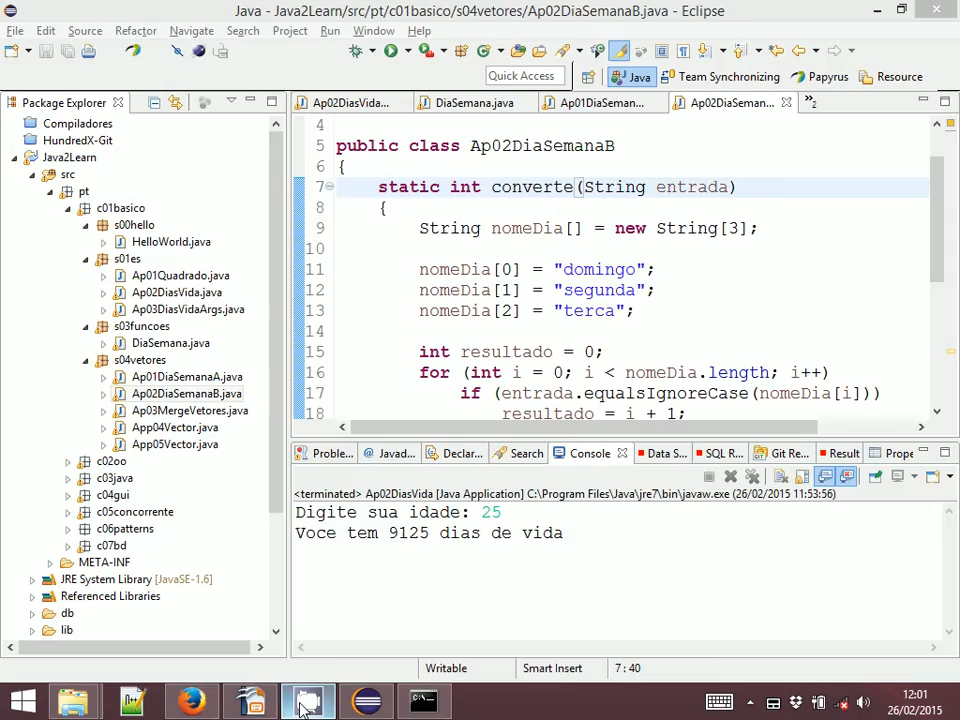 Java - Java2Learn/src/pt/c01basico/s04vetores/Ap02DiaSemanaB.java - Eclipse
File Edit Source Refactor Navigate Search Project Run Window Help
Quick Access
Java
Team Synchronizing
Papyrus
Resource
Package Explorer
Compiladores
HundredX-Git
Java2Learn
src
pt
c01basico
s00hello
HelloWorld.java
s01es
Ap01Quadrado.java
Ap02DiasVida.java
Ap03DiasVidaArgs.java
s03funcoes
DiaSemana.java
s04vetores
Ap01DiaSemanaA.java
Ap02DiaSemanaB.java
Ap03MergeVetores.java
App04Vector.java
App05Vector.java
c02oo
c03java
c04gui
c05concorrente
c06patterns
c07bd
META-INF
JRE System Library [JavaSE-1.6]
Referenced Libraries
db
lib
Ap02DiasVida... DiaSemana.java Ap01DiaSeman... Ap02DiaSeman... »2
4
5 public class Ap02DiaSemanaB
6 {
7 static int converte(String entrada)
8 {
9 String nomeDia[] = new String[3];
10
11 nomeDia[0] = "domingo";
12 nomeDia[1] = "segunda";
13 nomeDia[2] = "terca";
14
15 int resultado = 0;
16 for (int i = 0; i < nomeDia.length; i++)
17 if (entrada.equalsIgnoreCase(nomeDia[i]))
18 resultado = i + 1;
Proble... @ Javad... Declar... Search Console Data S... SQL R... Git Re... Result Prope
<terminated> Ap02DiasVida [Java Application] C:\Program Files\Java\jre7\bin\javaw.exe (26/02/2015 11:53:56)
Digite sua idade: 25
Voce tem 9125 dias de vida
Writable Smart Insert 7 : 40
12:01
26/02/2015